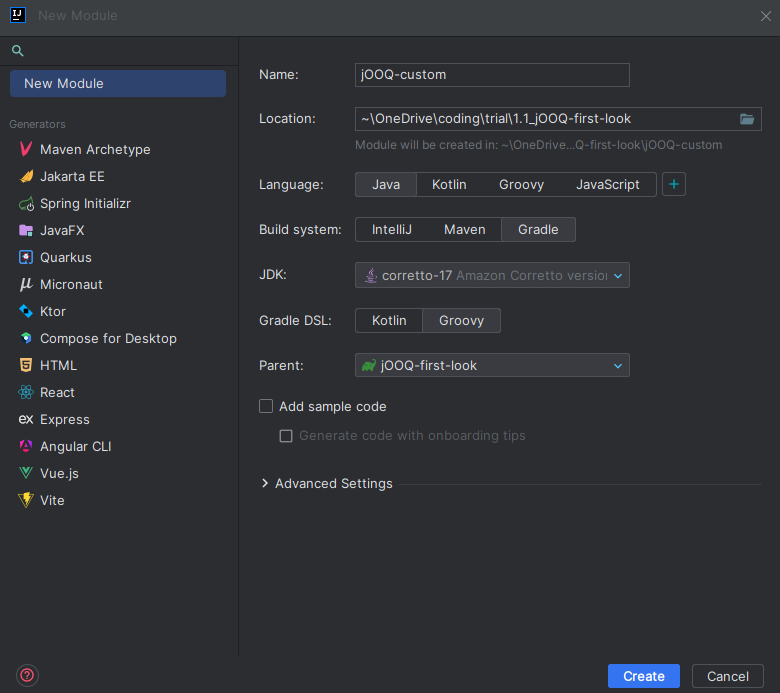 New Module
New Module
Generators
Maven Archetype
Jakarta EE
Spring Initializr
JavaFX
Quarkus
Micronaut
Ktor
Compose for Desktop
HTML
React
Express
Angular CLI
Vue.js
Vite
Name: jOOQ-custom
Location: ~\OneDrive\coding\trial\1.1_jOOQ-first-look
Module will be created in: ~\OneDrive...Q-first-look\jOOQ-custom
Language: Java Kotlin Groovy JavaScript +
Build system: IntelliJ Maven Gradle
JDK: corretto-17 Amazon Corretto version
Gradle DSL: Kotlin Groovy
Parent: jOOQ-first-look
Add sample code
Generate code with onboarding tips
Advanced Settings
? Create Cancel